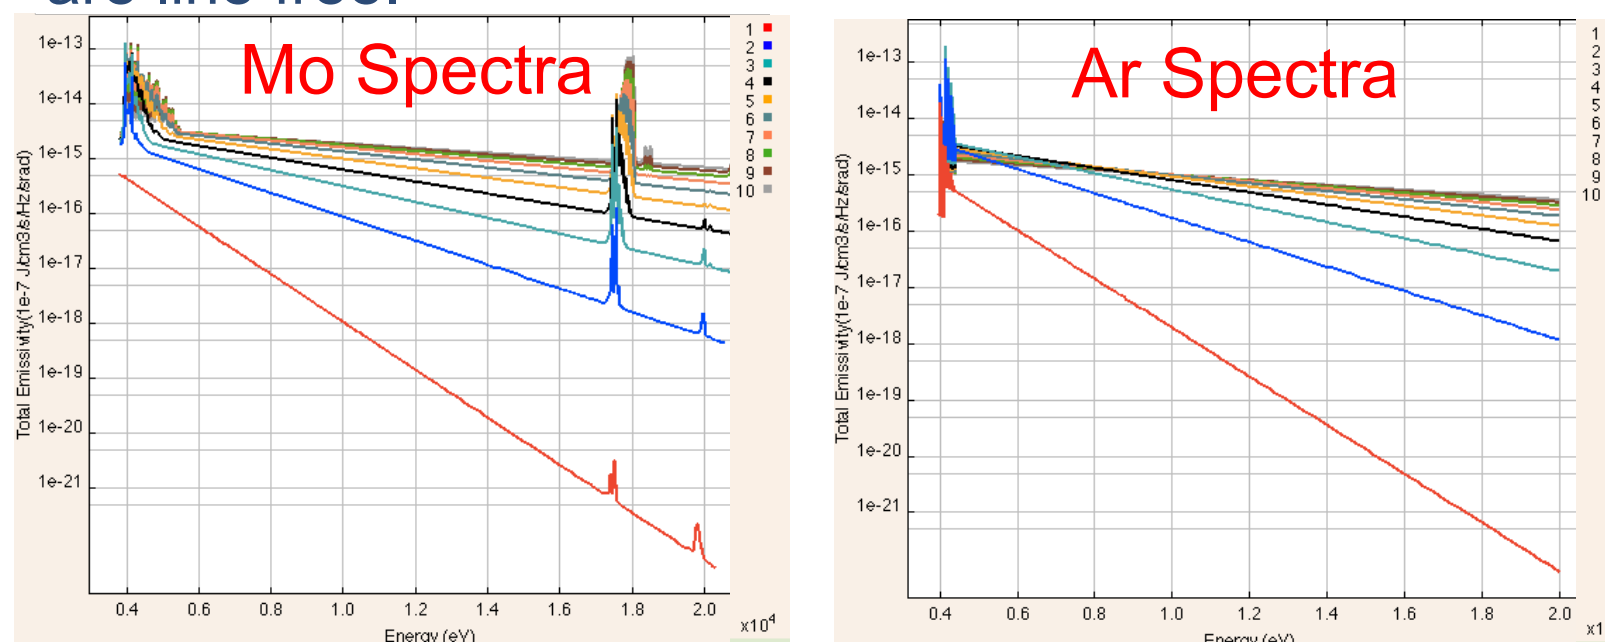 are line free.
Mo Spectra
Total Emissivity(1e-7 J/cm3/s/Hz/srad)
1e-13
1e-14
1e-15
1e-16
1e-17
1e-18
1e-19
1e-20
1e-21
0.4 0.6 0.8 1.0 1.2 1.4 1.6 1.8 2.0
x10⁴
Energy (eV)
1
2
3
4
5
6
7
8
9
10
Ar Spectra
Total Emissivity(1e-7 J/cm3/s/Hz/srad)
1e-13
1e-14
1e-15
1e-16
1e-17
1e-18
1e-19
1e-20
1e-21
0.4 0.6 0.8 1.0 1.2 1.4 1.6 1.8 2.0
x1
Energy (eV)
1
2
3
4
5
6
7
8
9
10